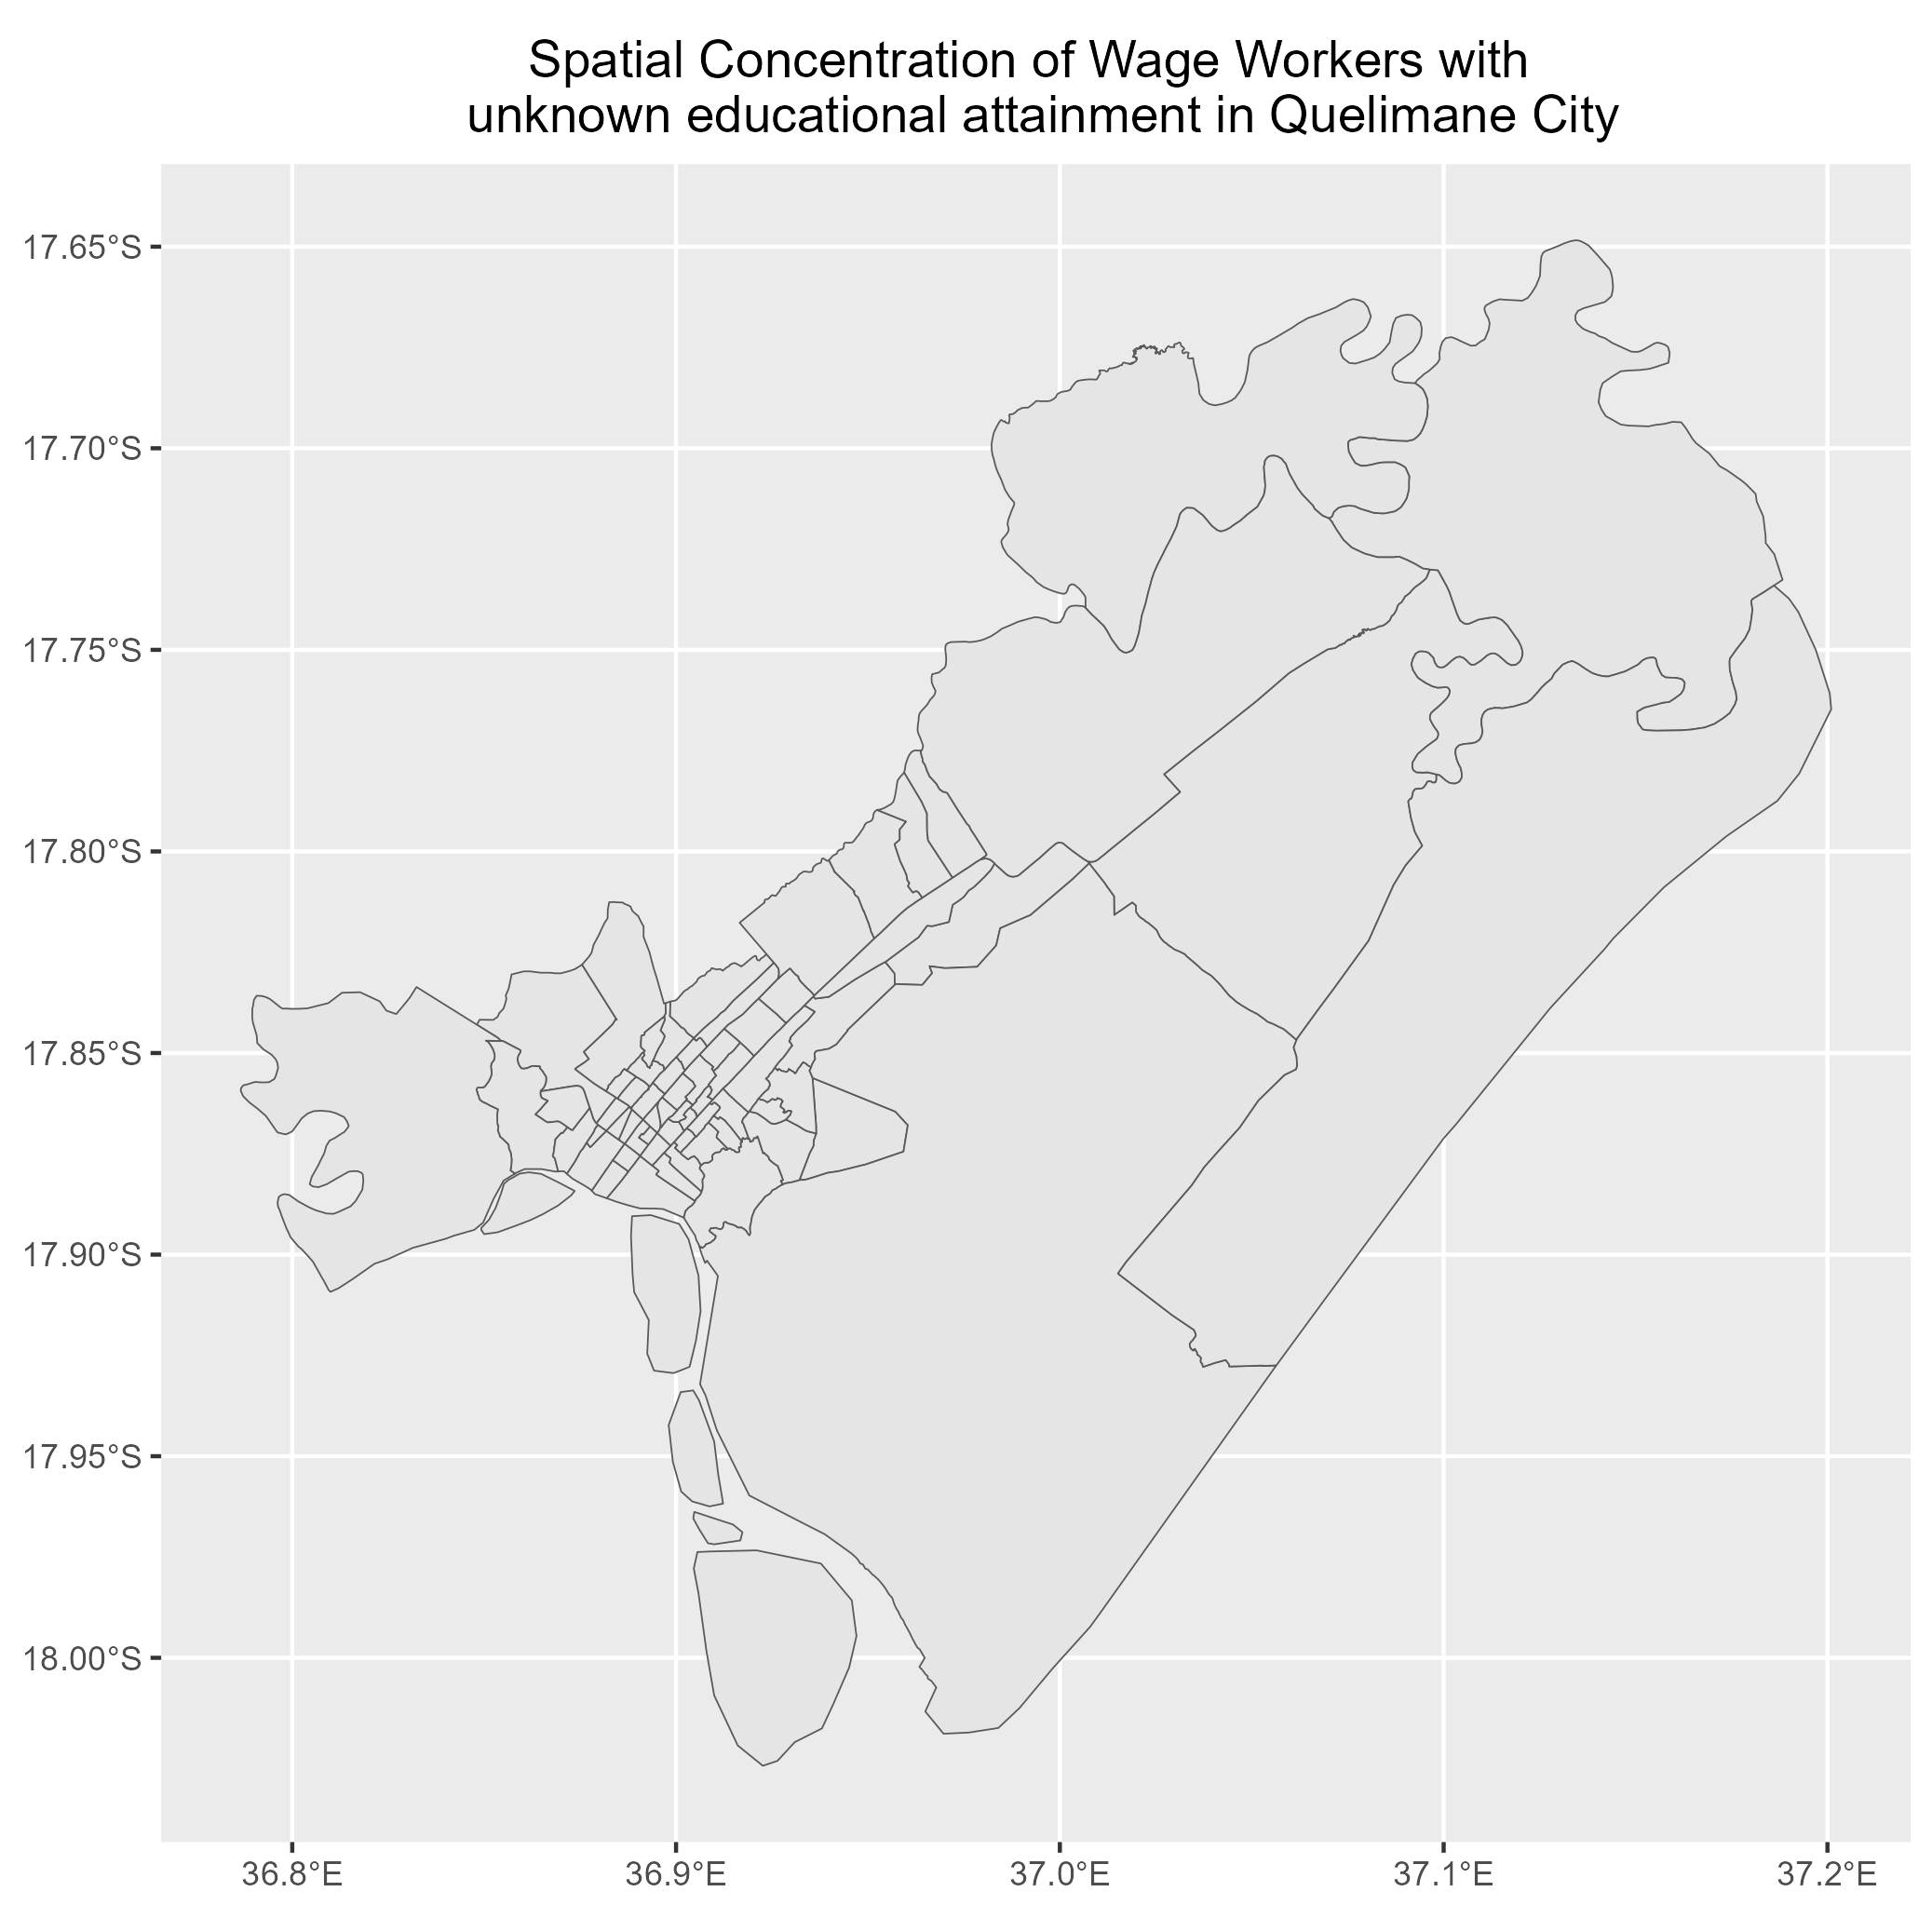 Spatial Concentration of Wage Workers with
unknown educational attainment in Quelimane City
17.65°S
17.70°S
17.75°S
17.80°S
17.85°S
17.90°S
17.95°S
18.00°S
36.8°E
36.9°E
37.0°E
37.1°E
37.2°E